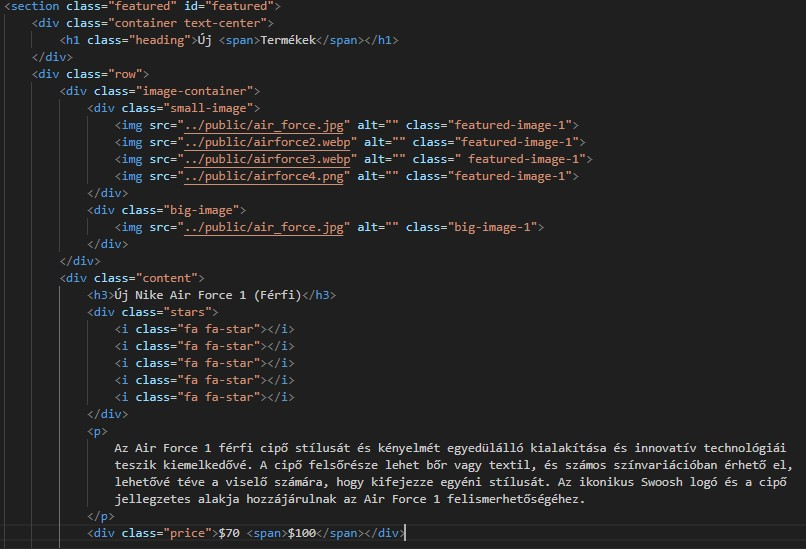 <section class="featured" id="featured">
<div class="container text-center">
<h1 class="heading">Új <span>Termékek</span></h1>
</div>
<div class="row">
<div class="image-container">
<div class="small-image">
<img src="../public/air_force.jpg" alt="" class="featured-image-1">
<img src="../public/airforce2.webp" alt="" class="featured-image-1">
<img src="../public/airforce3.webp" alt="" class=" featured-image-1">
<img src="../public/airforce4.png" alt="" class="featured-image-1">
</div>
<div class="big-image">
<img src="../public/air_force.jpg" alt="" class="big-image-1">
</div>
</div>
<div class="content">
<h3>Új Nike Air Force 1 (Férfi)</h3>
<div class="stars">
<i class="fa fa-star"></i>
<i class="fa fa-star"></i>
<i class="fa fa-star"></i>
<i class="fa fa-star"></i>
<i class="fa fa-star"></i>
</div>
<p>
Az Air Force 1 férfi cipő stílusát és kényelmét egyedülálló kialakítása és innovatív technológiái
teszik kiemelkedővé. A cipő felsőrésze lehet bőr vagy textil, és számos színvariációban érhető el,
lehetővé téve a viselő számára, hogy kifejezze egyéni stílusát. Az ikonikus Swoosh logó és a cipő
jellegzetes alakja hozzájárulnak az Air Force 1 felismerhetőségéhez.
</p>
<div class="price">$70 <span>$100</span></div>